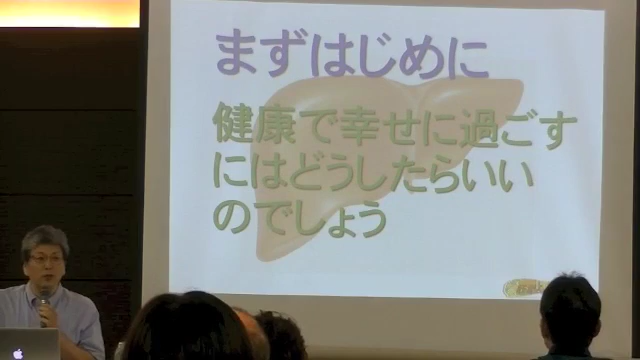 まずはじめに
健康で幸せに過ごす
にはどうしたらいい
のでしょう